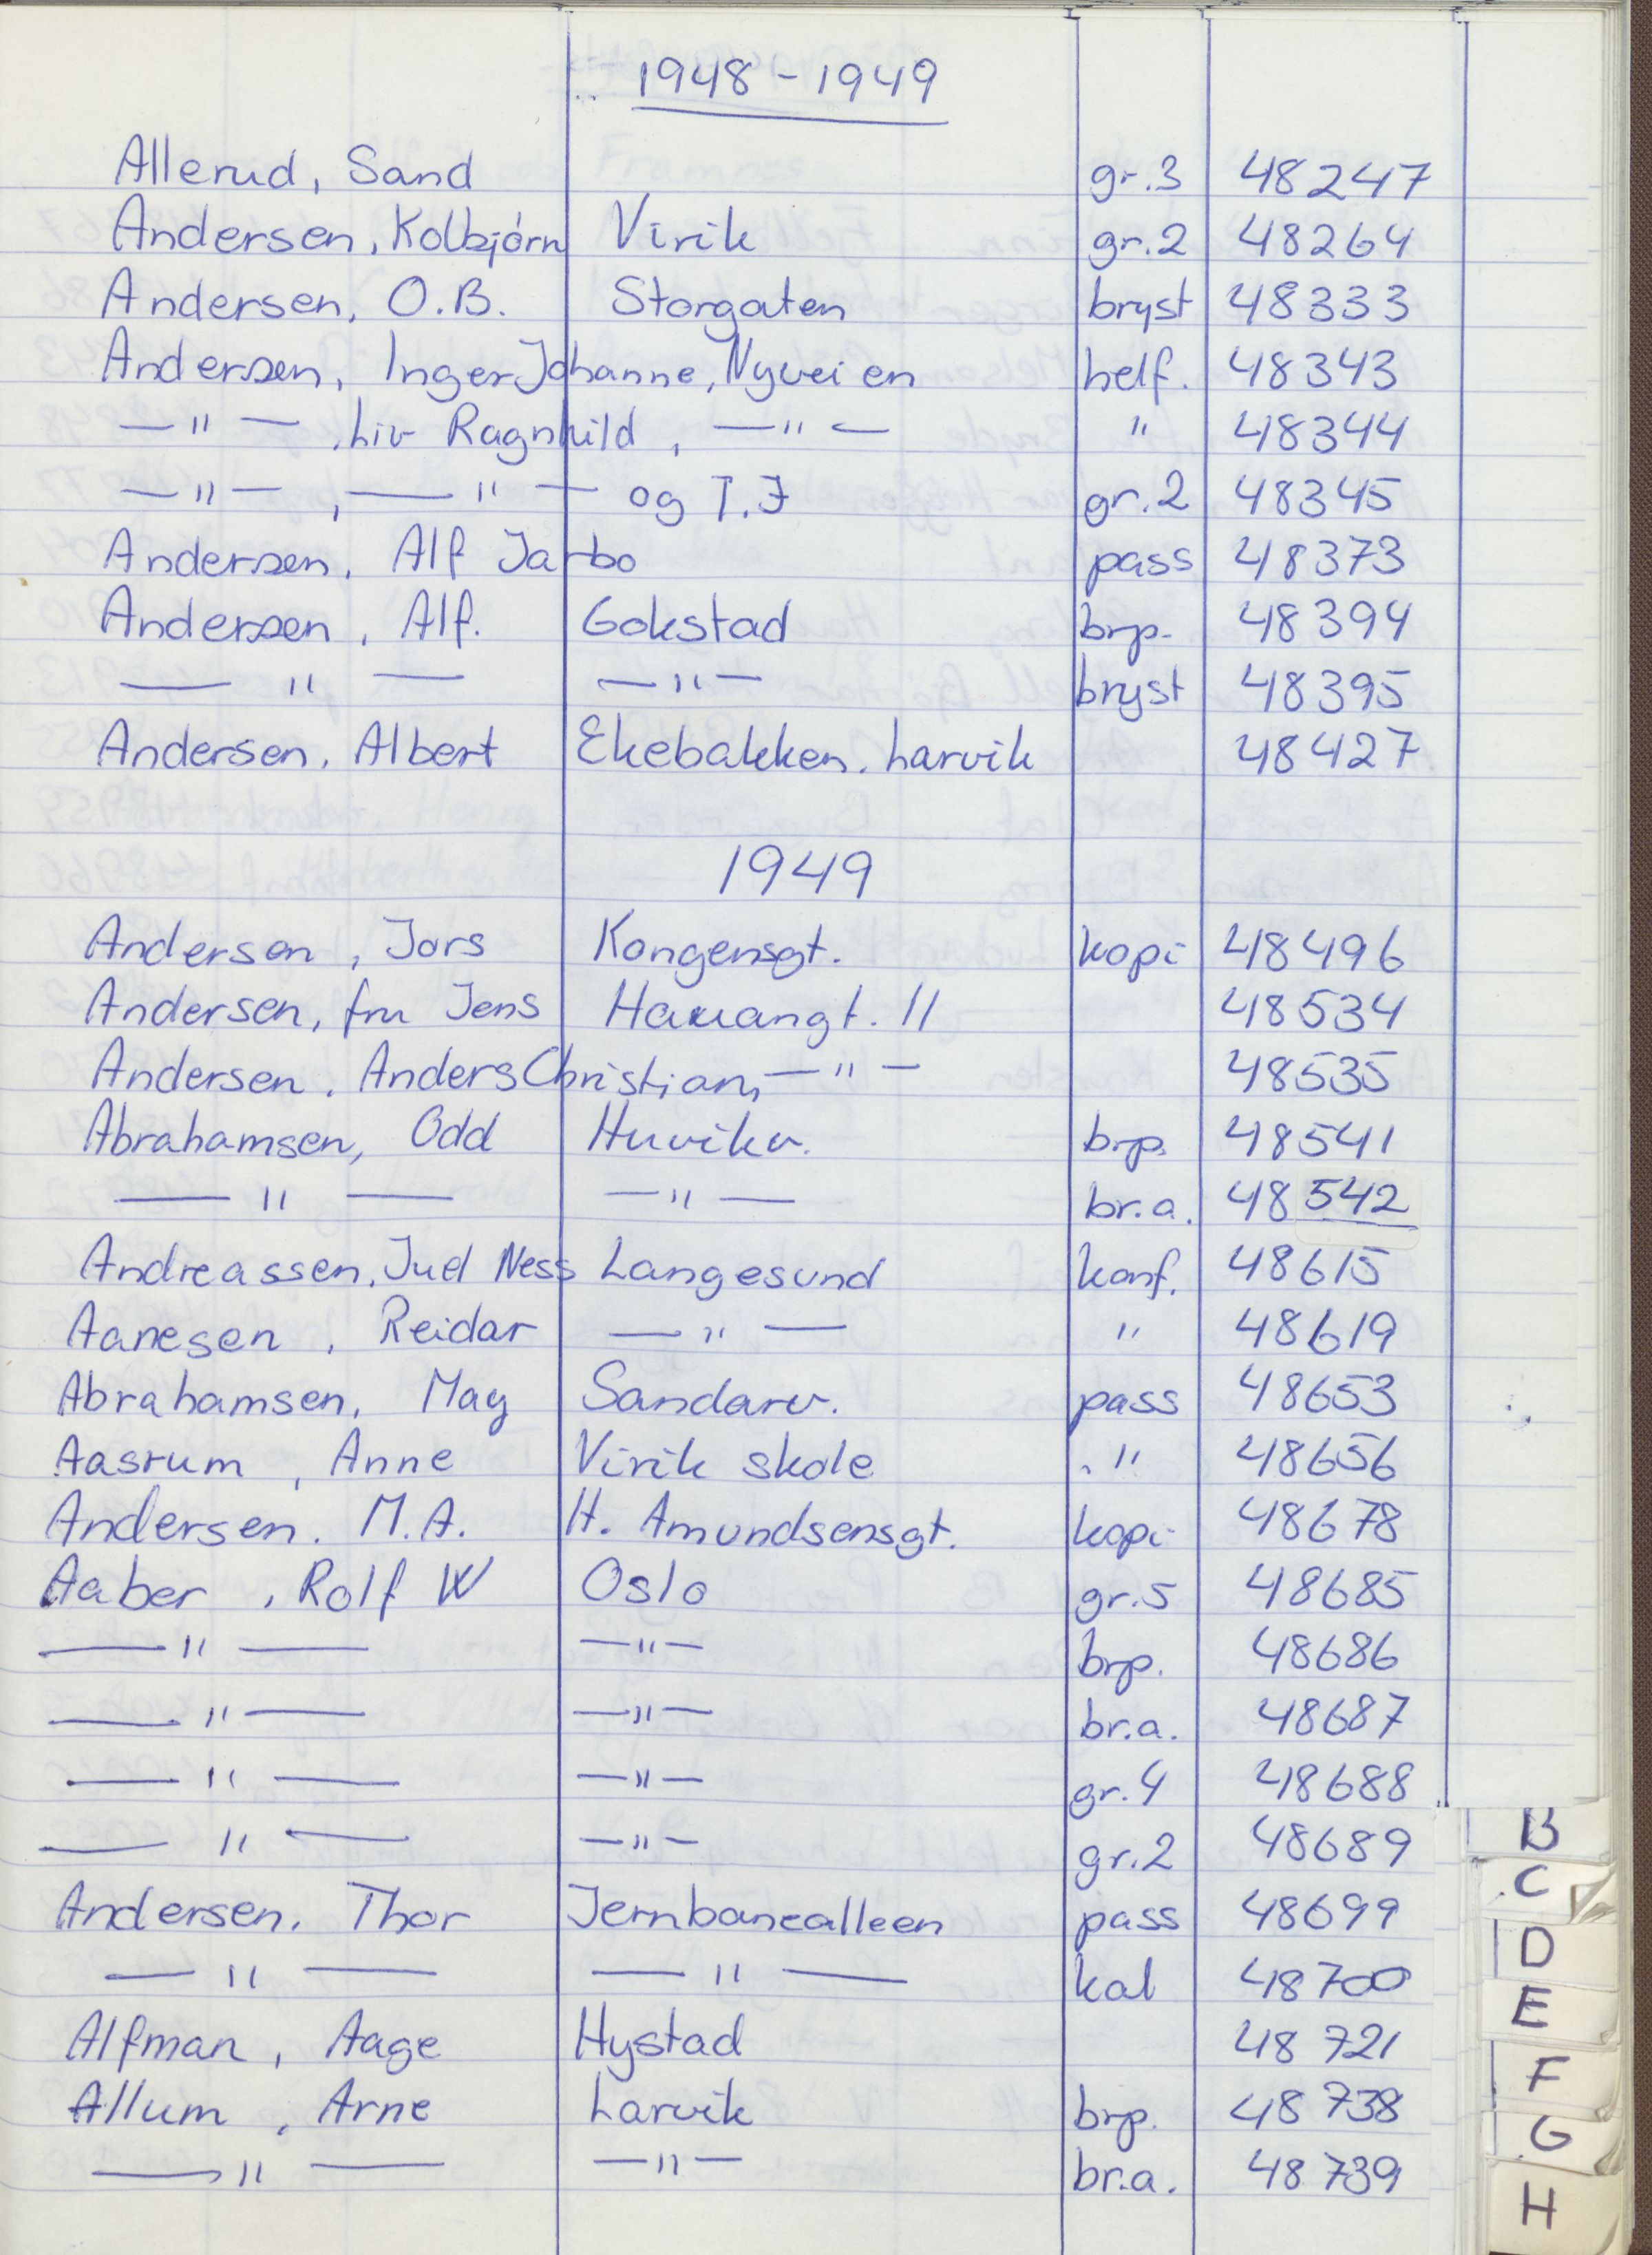 1948-1949
Allerud, Sand gr.3 48247
Andersen, Kolbjørn Virik gr.2 48264
Andersen, O.B. Storgaten bryst 48333
Andersen, Inger Johanne, Nyveien helf. 48343
—"— , Liv Ragnhild, —"— " 48344
—"— , —"— og T.J gr.2 48345
Andersen, Alf Jarbo pass 48373
Andersen, Alf. Gokstad brp. 48394
—"— —"— bryst 48395
Andersen, Albert Ekebakken. Larvik 48427
1949
Andersen, Jors Kongensgt. kopi 48496
Andersen, fru Jens Hauangt. 11 48534
Andersen, Anders Christian, —"— 48535
Abrahamsen, Odd Huvikv. brp. 48541
—"— —"— br.a. 48542
Andreassen, Juel Ness Langesund konf. 48615
Aanesen, Reidar —"— " 48619
Abrahamsen, May Sandarv. pass 48653
Aasrum, Anne Virik skole " 48656
Andersen. M.A. H. Amundsensgt. kopi 48678
Aaber, Rolf W Oslo gr.5 48685
—"— —"— brp. 48686
—"— —"— br.a. 48687
—"— —"— gr.4 48688
—"— —"— gr.2 48689
B
C
Andersen, Thor Jernbanealleen pass 48699
D
—"— —"— kal 48700
E
Alfman, Aage Hystad 48721
F
Allum, Arne Larvik brp. 48738
G
—"— —"— br.a. 48739
H